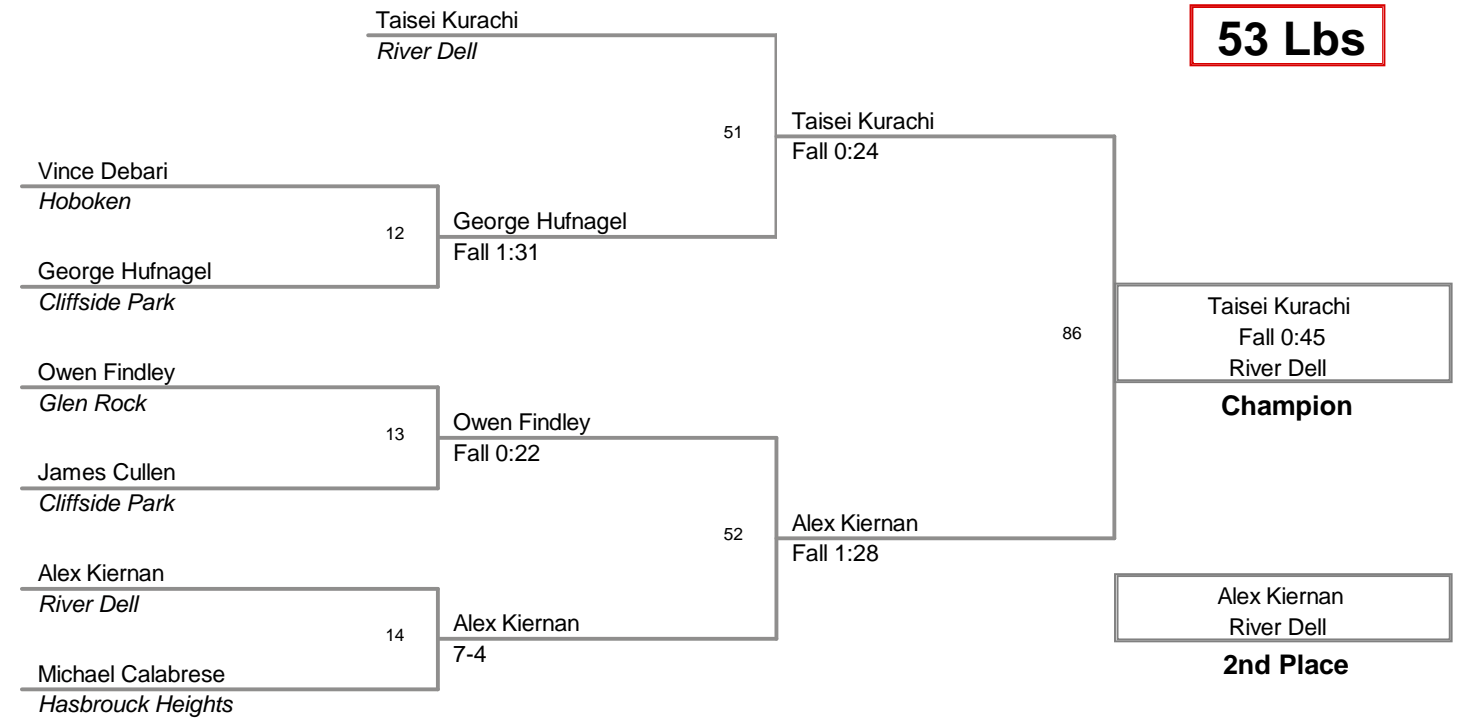 Taisei Kurachi
River Dell
53 Lbs
51
Taisei Kurachi
Fall 0:24
Vince Debari
Hoboken
12
George Hufnagel
Fall 1:31
George Hufnagel
Cliffside Park
Taisei Kurachi
Fall 0:45
River Dell
Champion
86
Owen Findley
Glen Rock
13
Owen Findley
Fall 0:22
James Cullen
Cliffside Park
52
Alex Kiernan
Fall 1:28
Alex Kiernan
River Dell
14
Alex Kiernan
7-4
Michael Calabrese
Hasbrouck Heights
Alex Kiernan
River Dell
2nd Place